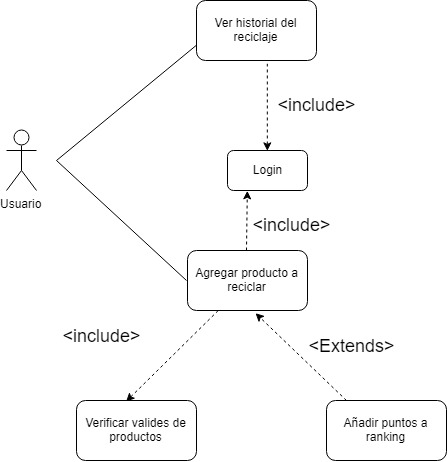 Ver historial del
reciclaje
<include>
Login
Usuario
<include>
Agregar producto a
reciclar
<include>
<Extends>
Verificar valides de
productos
Añadir puntos a
ranking